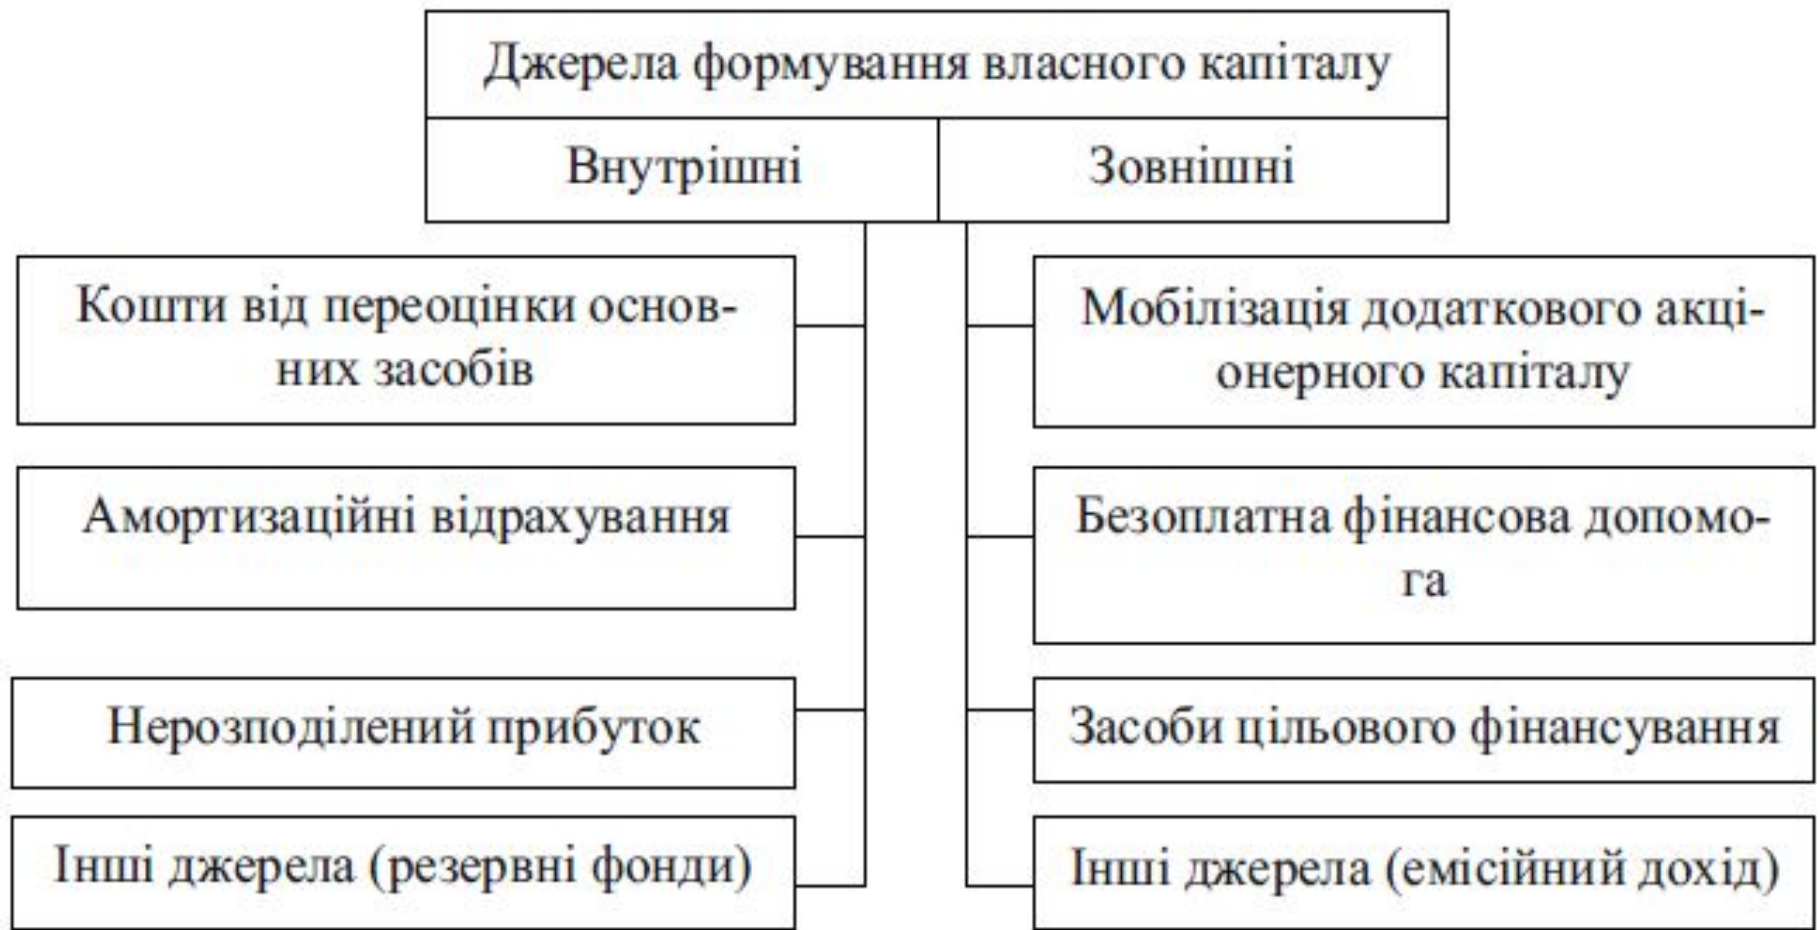 Джерела формування власного капіталу
Внутрішні
Зовнішні
Кошти від переоцінки основ-
них засобів
Амортизаційні відрахування
Нерозподілений прибуток
Інші джерела (резервні фонди)
Мобілізація додаткового акці-
онерного капіталу
Безоплатна фінансова допомо-
га
Засоби цільового фінансування
Інші джерела (емісійний дохід)